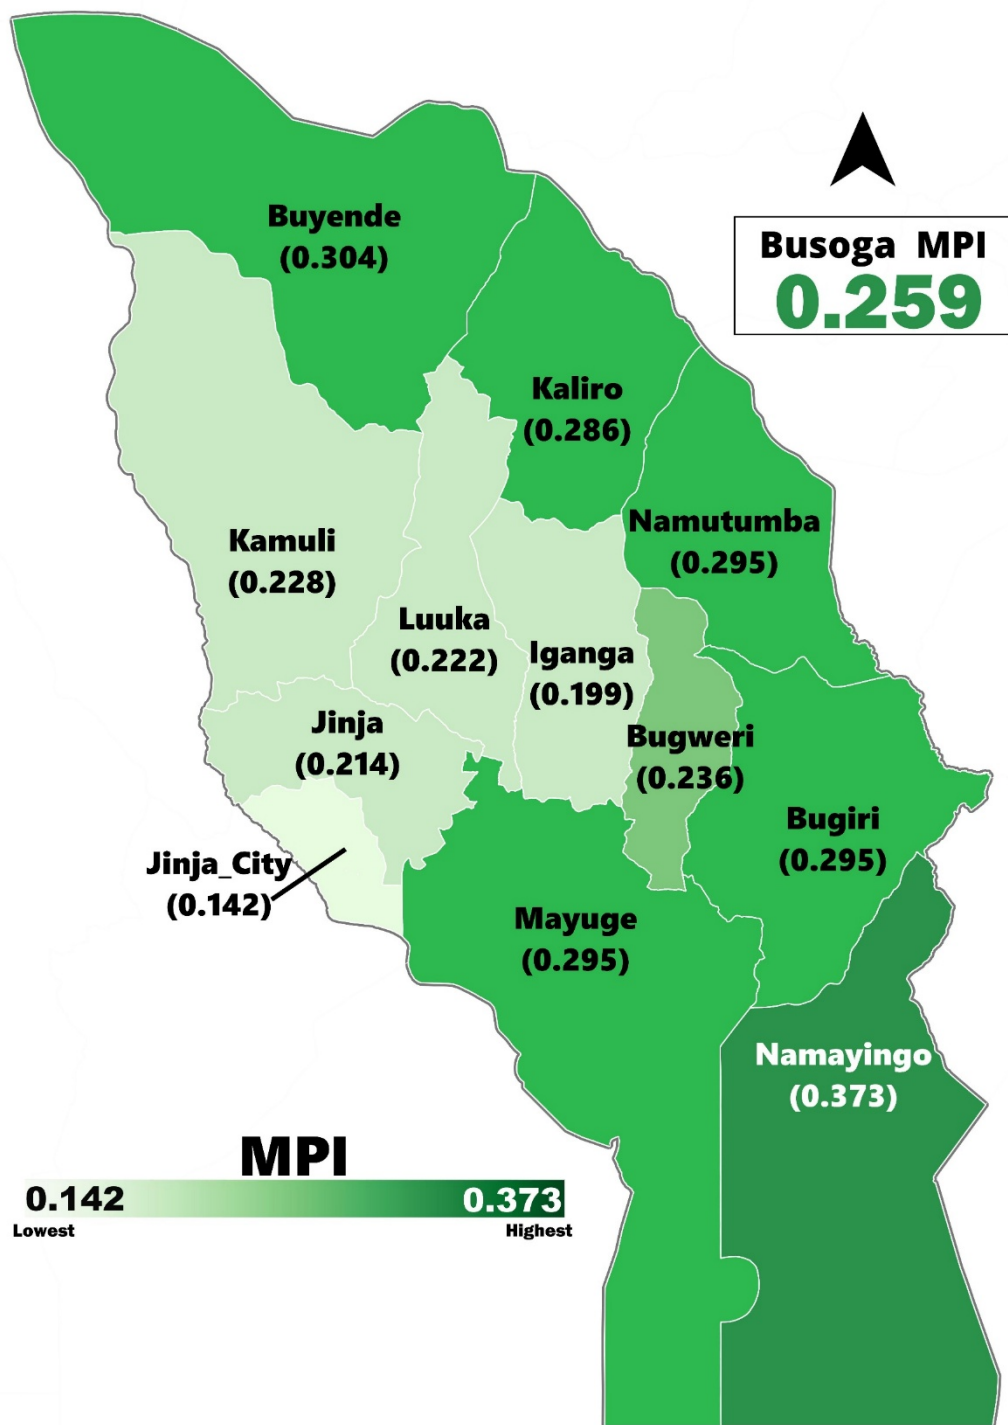 Buyende
(0.304)
Busoga MPI
0.259
Kaliro
(0.286)
Namutumba
(0.295)
Kamuli
(0.228)
Luuka
(0.222)
Iganga
(0.199)
Jinja
(0.214)
Bugweri
(0.236)
Bugiri
(0.295)
Jinja_City
(0.142)
Mayuge
(0.295)
Namayingo
(0.373)
MPI
0.142
0.373
Lowest
Highest